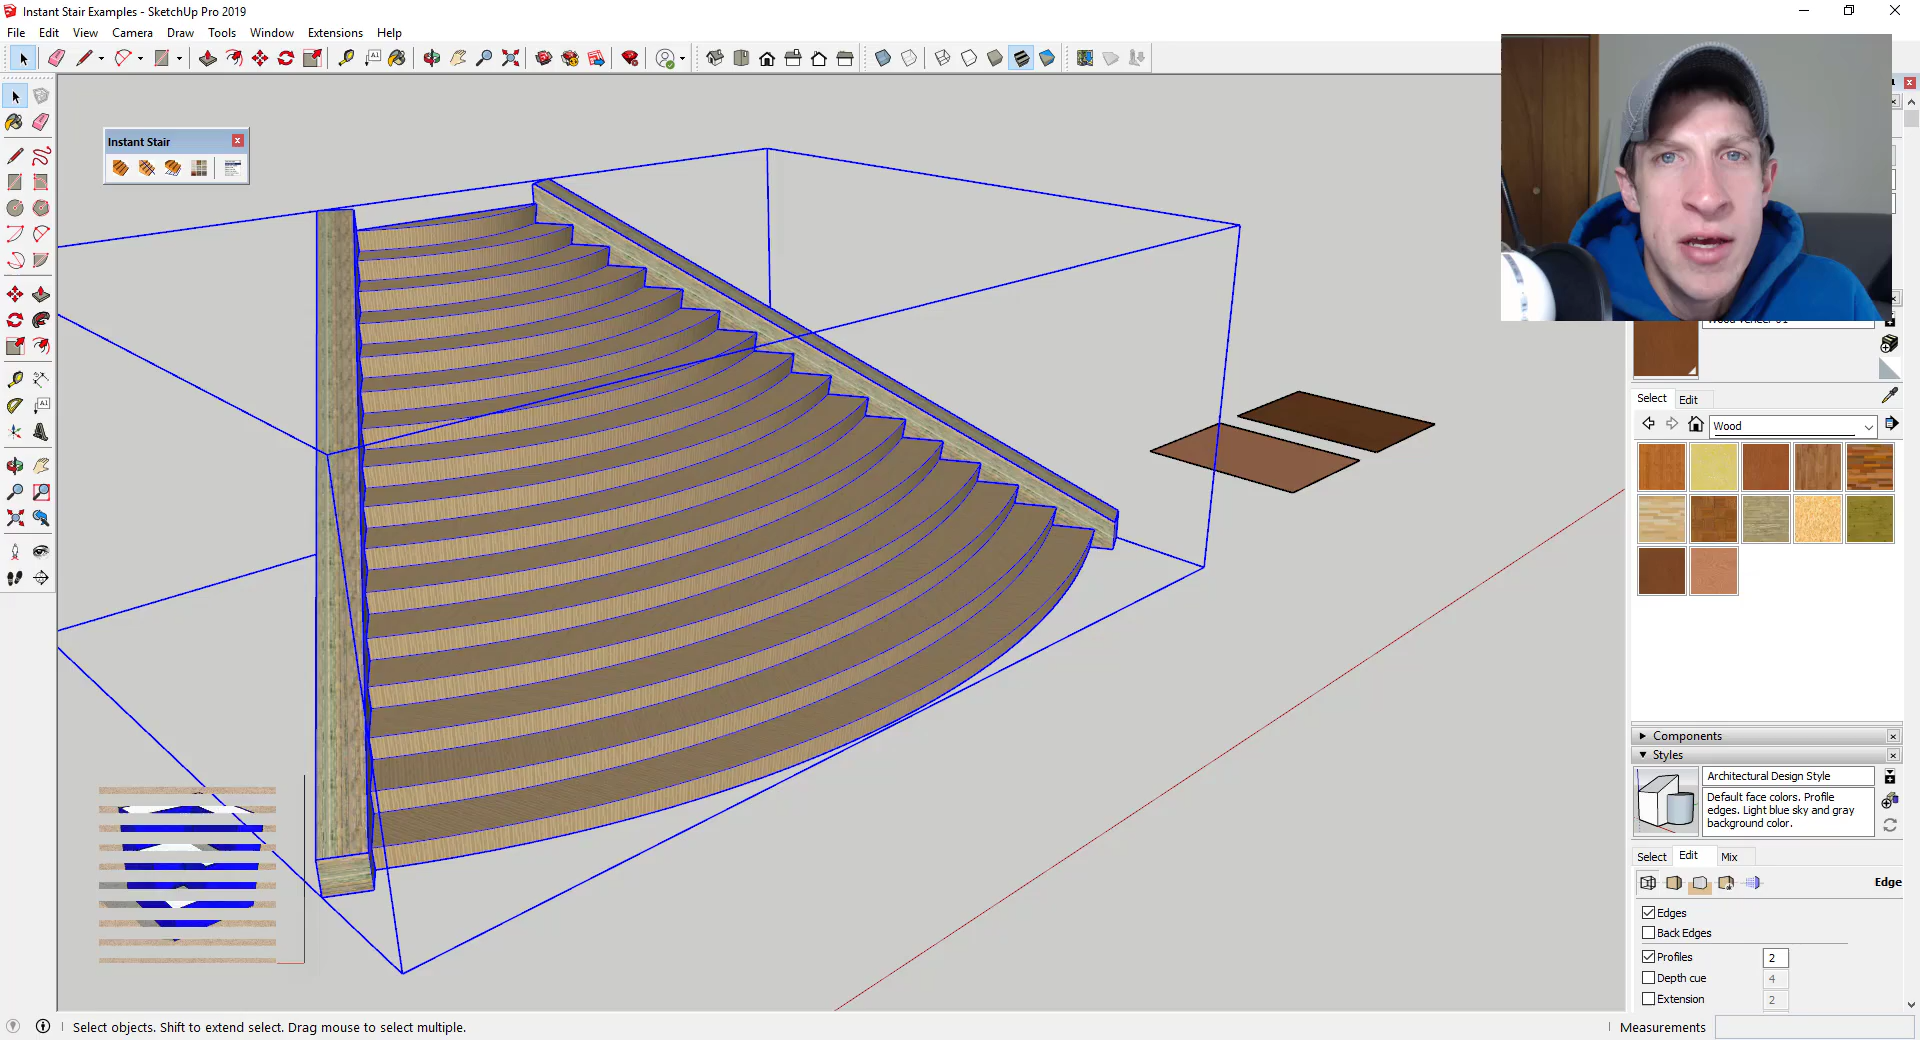 Instant Stair Examples - SketchUp Pro 2019
File Edit View Camera Draw Tools Window Extensions Help
Instant Stair
Select Edit
Wood
Components
Styles
Architectural Design Style
Default face colors. Profile
edges. Light blue sky and gray
background color.
Select Edit Mix
Edge
Edges
Back Edges
Profiles 2
Depth cue 4
Extension 2
Select objects. Shift to extend select. Drag mouse to select multiple.
Measurements